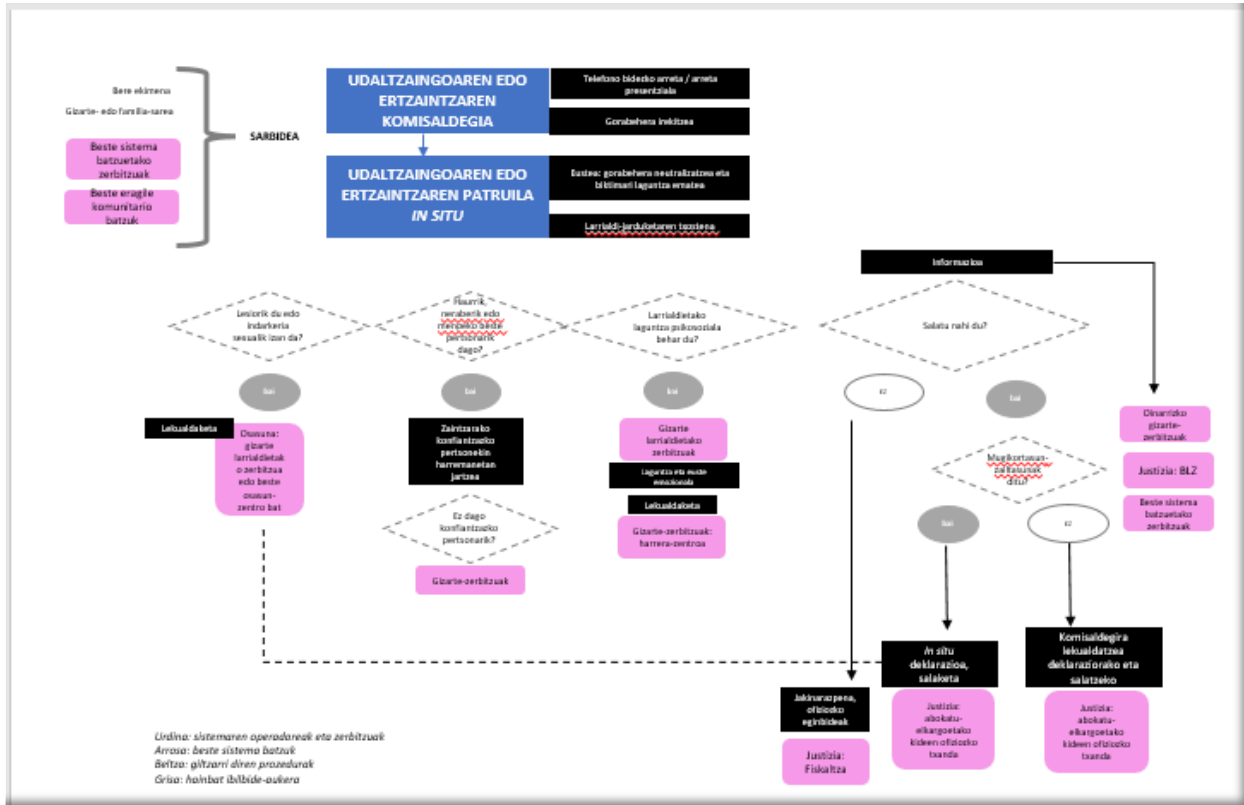 Bere ekimena
Gizarte- edo familia-sarea
Beste sistema
batzuetako
zerbitzuak
Beste eragile
komunitario
batzuk
SARBIDEA
UDALTZAINGOAREN EDO
ERTZAINTZAREN
KOMISALDEGIA
Telefono bidezko arreta / arreta
presentziala
Gorabehera irekitzea
UDALTZAINGOAREN EDO
ERTZAINTZAREN PATRUILA
IN SITU
Eustea: gorabehera neutralizatzea eta
biktimari laguntza ematea
Larrialdi-jarduketaren txostena
Informazioa
Lesiorik du edo
indarkeria
sexualik izan da?
Haurrik,
neraberik edo
menpeko beste
pertsonarik
dago?
Larrialdietako
laguntza psikosoziala
behar du?
Salatu nahi du?
bai
bai
bai
ez
bai
Lekualdaketa
Osasuna:
gizarte
larrialdietak
o zerbitzua
edo beste
osasun-
zentro bat
Zaintzarako
konfiantzazko
pertsonekin
harremanetan
jartzea
Ez dago
konfiantzazko
pertsonarik?
Gizarte-zerbitzuak
Gizarte
larrialdietako
zerbitzuak
Laguntza eta euste
emozionala
Lekualdaketa
Gizarte-zerbitzuak:
harrera-zentroa
Mugikortasun-
zailtasunak
ditu?
bai
ez
Oinarrizko
gizarte-
zerbitzuak
Justizia: BLZ
Beste sistema
batzuetako
zerbitzuak
In situ
deklarazioa,
salaketa
Justizia:
abokatu-
elkargoetako
kideen ofiziozko
txanda
Komisaldegira
lekualdatzea
deklaraziorako eta
salatzeko
Justizia:
abokatu-
elkargoetako
kideen ofiziozko
txanda
Jakinarazpena,
ofiziozko
eginbideak
Justizia:
Fiskaltza
Urdina: sistemaren operadoreak eta zerbitzuak
Arrosa: beste sistema batzuk
Beltza: giltzarri diren prozedurak
Grisa: hainbat ibilbide-aukera